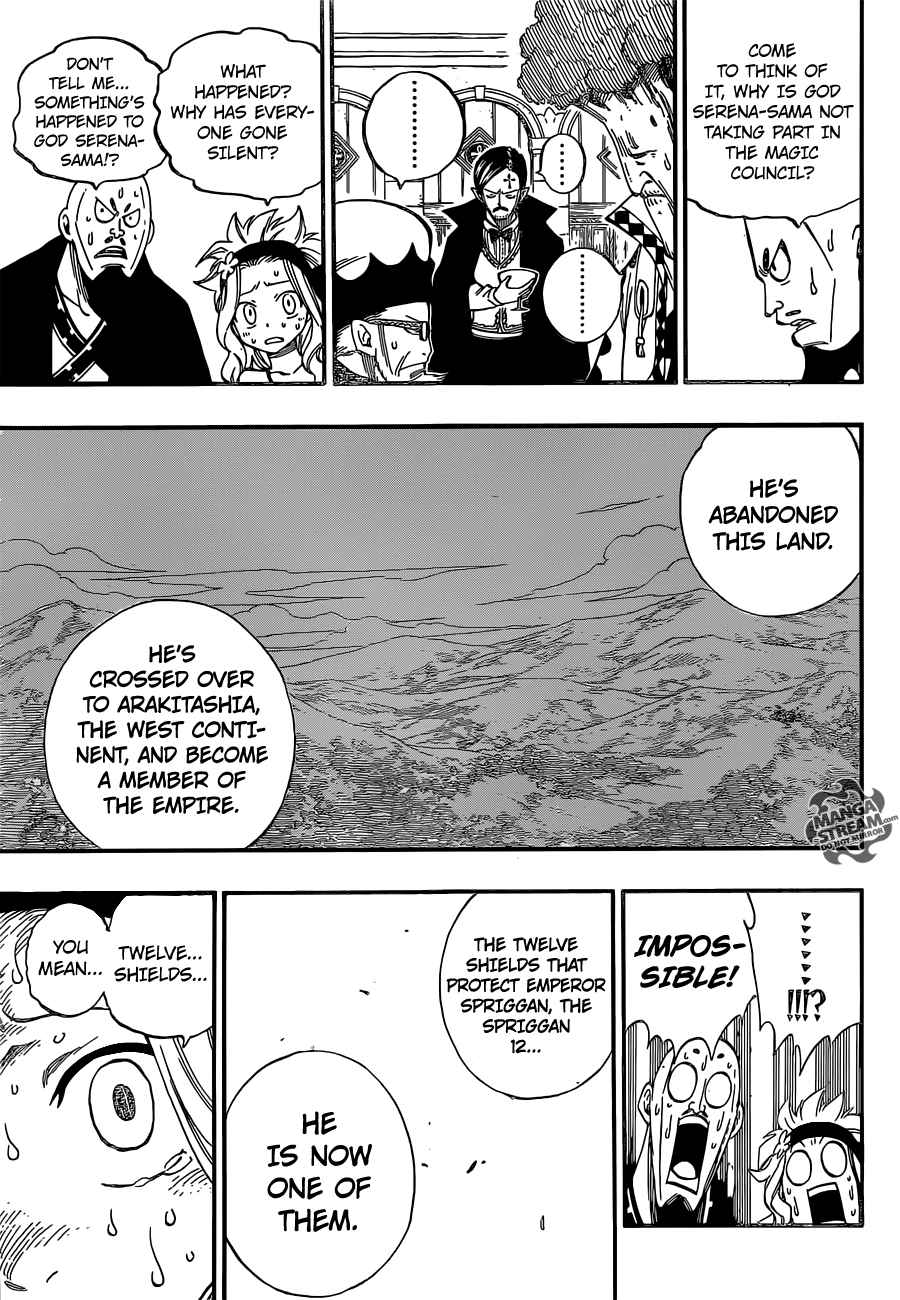 COME
TO THINK OF
IT, WHY IS GOD
SERENA-SAMA NOT
TAKING PART IN
THE MAGIC
COUNCIL?
.......
.....
.......
WHAT
HAPPENED?
WHY HAS EVERY-
ONE GONE
SILENT?
DON'T
TELL ME...
SOMETHING'S
HAPPENED TO
GOD SERENA-
SAMA!?
HE'S
ABANDONED
THIS LAND.
HE'S
CROSSED OVER
TO ARAKITASHIA,
THE WEST CONTI-
NENT, AND BECOME
A MEMBER OF
THE EMPIRE.
MANGA
STREAM.com
DO NOT MIRROR
......!!!?
IMPOS-
SIBLE!
THE TWELVE
SHIELDS THAT
PROTECT EMPEROR
SPRIGGAN, THE
SPRIGGAN
12...
HE
IS NOW
ONE OF
THEM.
TWELVE...
SHIELDS...
YOU
MEAN...